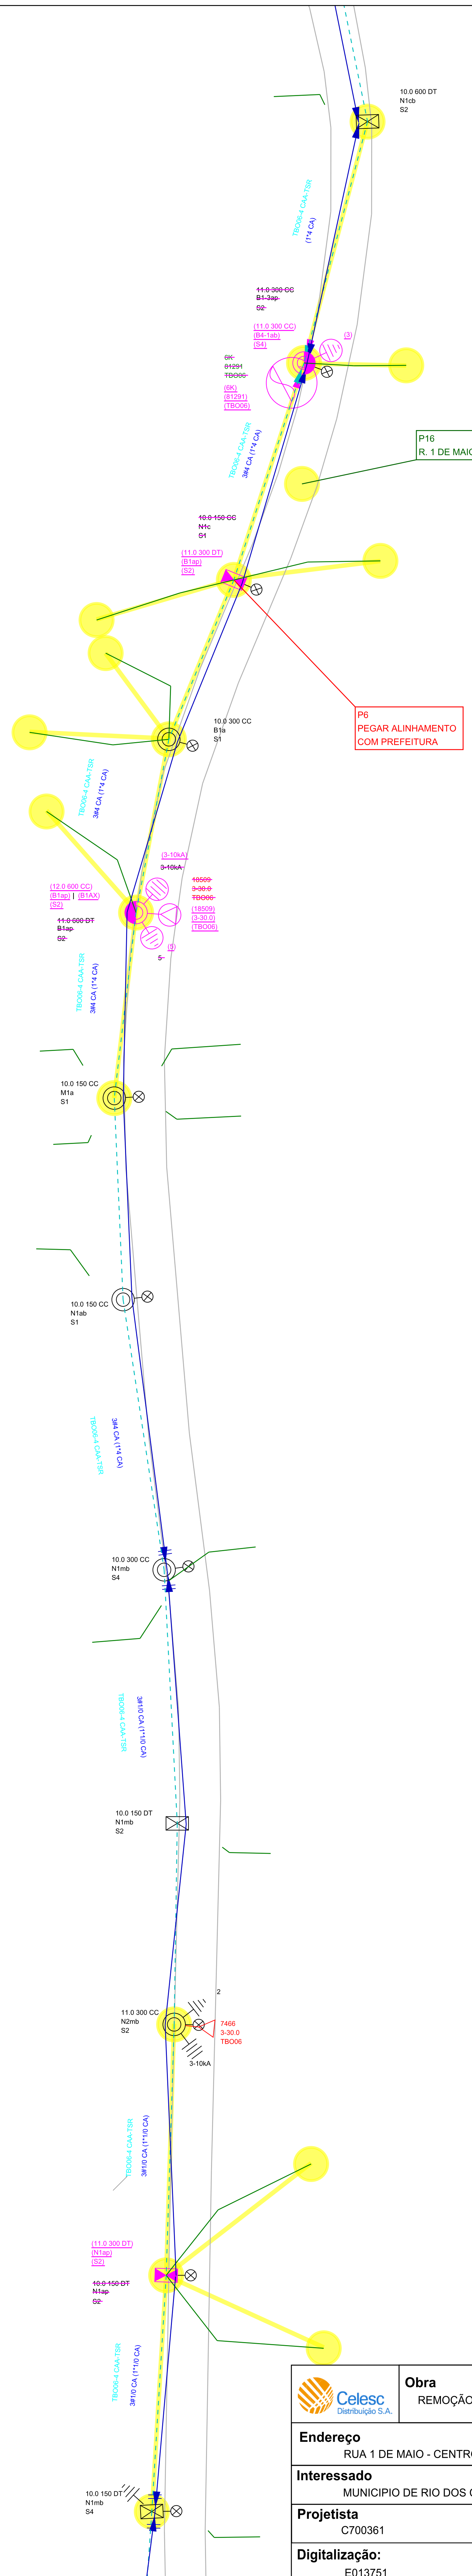 10.0 600 DT
N1cb
S2
TBO06-4 CAA-TSR
(1*4 CA)
11.0 300 CC
B1-3ap
S2
(11.0 300 CC)
(B4-1ab)
(S4)
(3)
6K
81291
TBO06
(6K)
(81291)
(TBO06)
P16
R. 1 DE MAIO
TBO06-4 CAA-TSR
3#4 CA (1*4 CA)
10.0 150 CC
N1c
S1
(11.0 300 DT)
(B1ap)
(S2)
P6
PEGAR ALINHAMENTO
COM PREFEITURA
10.0 300 CC
B1a
S1
TBO06-4 CAA-TSR
3#4 CA (1*4 CA)
(3-10kA)
3-10kA
(12.0 600 CC)
(B1ap) | (B1AX)
(S2)
11.0 600 DT
B1ap
S2
18509
3-30.0
TBO06
(18509)
(3-30.0)
(TBO06)
(5)
5
TBO06-4 CAA-TSR
3#4 CA (1*4 CA)
10.0 150 CC
M1a
S1
10.0 150 CC
N1ab
S1
TBO06-4 CAA-TSR
3#4 CA (1*4 CA)
10.0 300 CC
N1mb
S4
TBO06-4 CAA-TSR
3#1/0 CA (1*1/0 CA)
10.0 150 DT
N1mb
S2
2
11.0 300 CC
N2mb
S2
7466
3-30.0
TBO06
3-10kA
TBO06-4 CAA-TSR
3#1/0 CA (1*1/0 CA)
(11.0 300 DT)
(N1ap)
(S2)
10.0 150 DT
N1ap
S2
TBO06-4 CAA-TSR
3#1/0 CA (1*1/0 CA)
10.0 150 DT
N1mb
S4
Celesc
Distribuição S.A.
Obra
REMOÇÃO
Endereço
RUA 1 DE MAIO - CENTRO
Interessado
MUNICIPIO DE RIO DOS
Projetista
C700361
Digitalização:
E013751